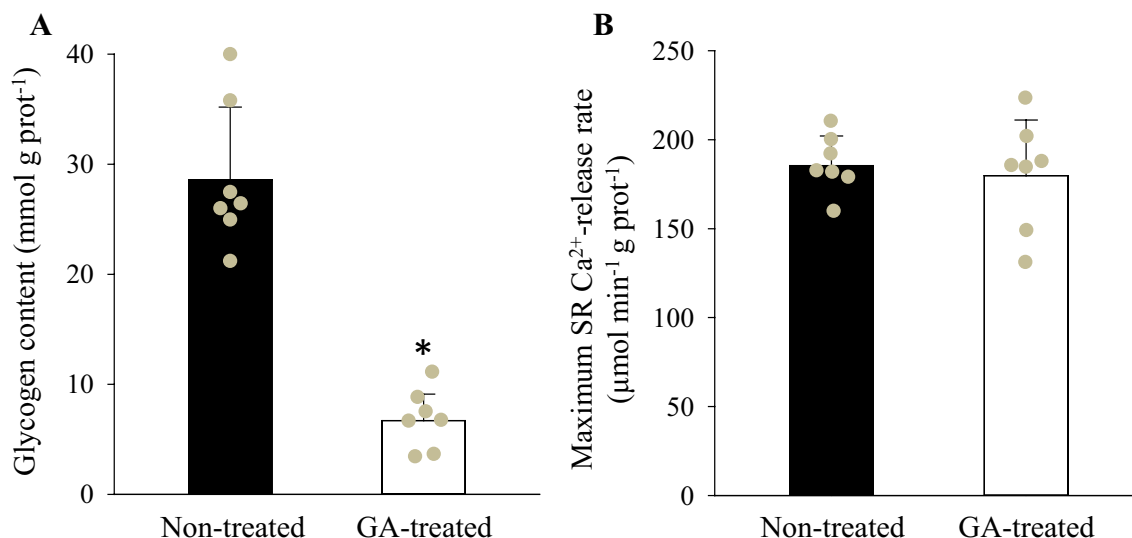 A
Glycogen content (mmol g prot⁻¹)
40
30
20
10
0
*
Non-treated
GA-treated
B
Maximum SR Ca²⁺-release rate
(μmol min⁻¹ g prot⁻¹)
250
200
150
100
50
0
Non-treated
GA-treated